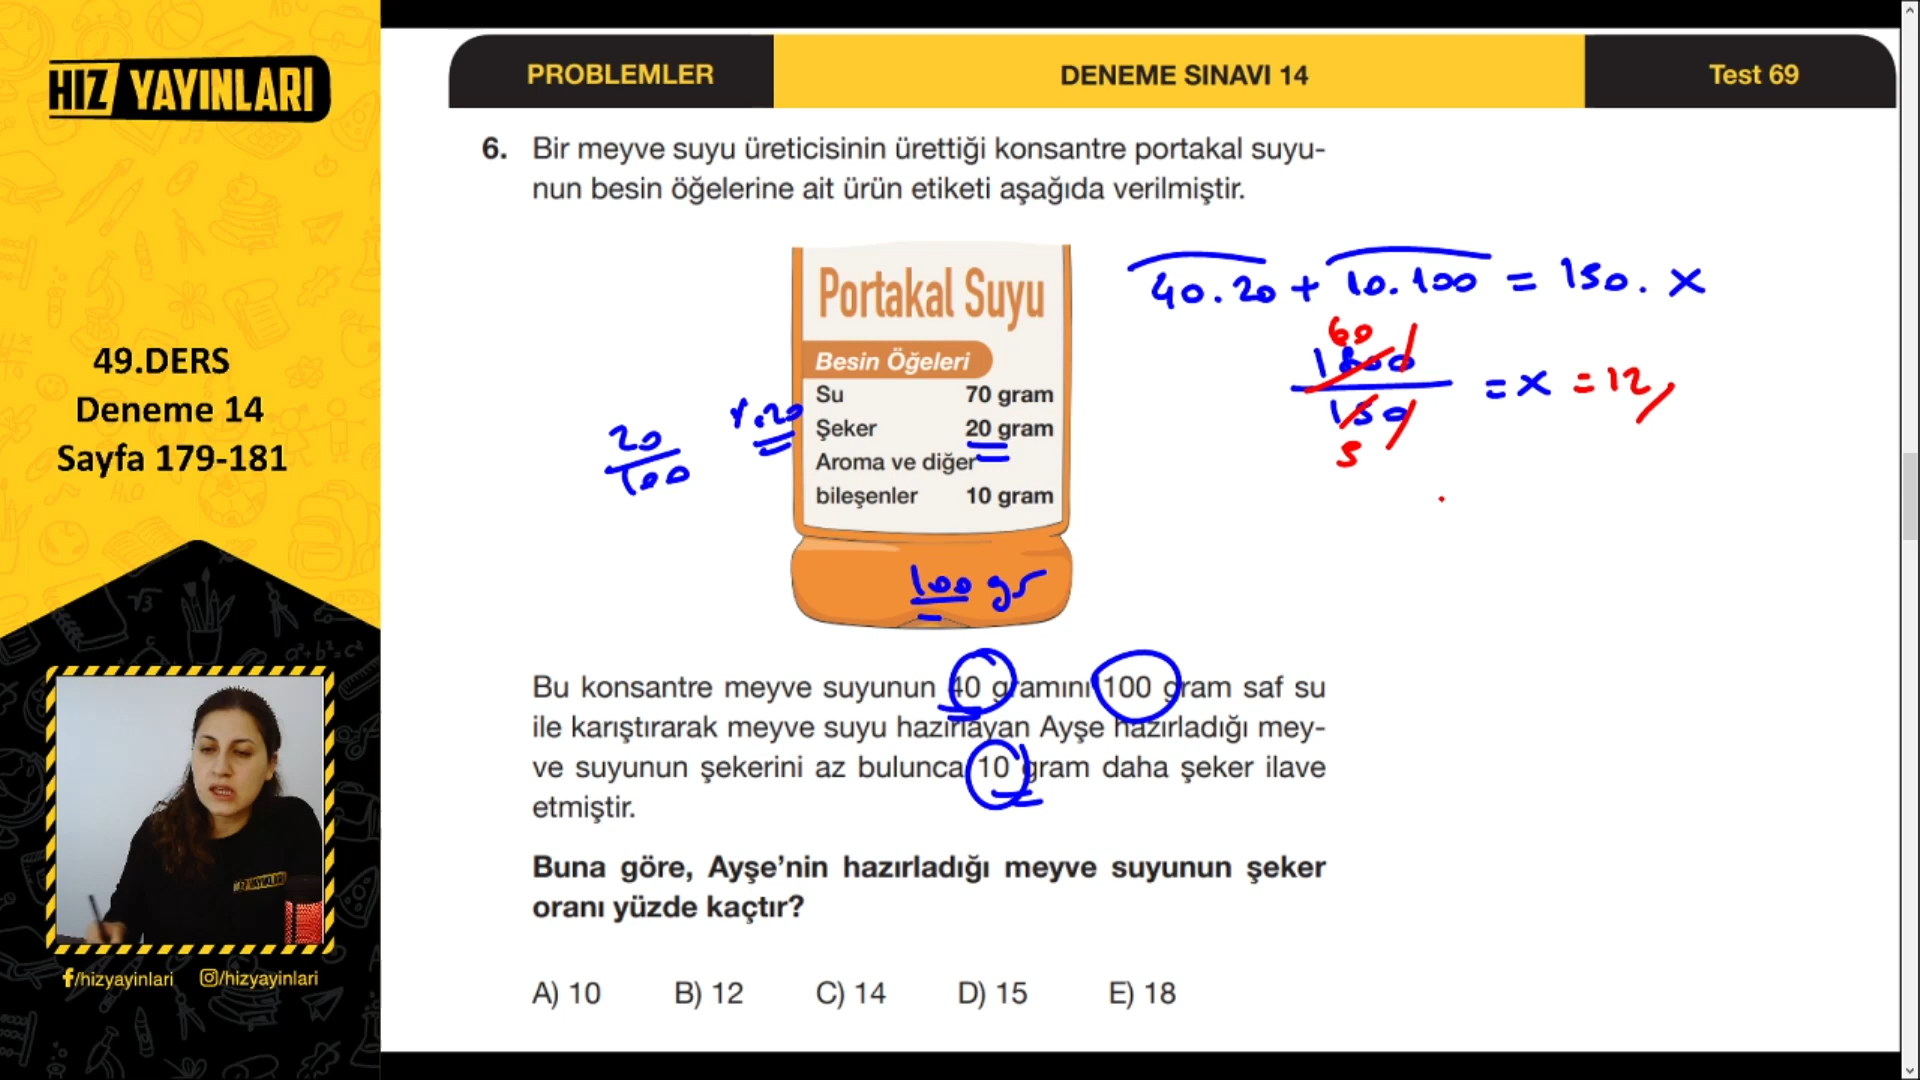 HIZ YAYINLARI
49.DERS
Deneme 14
Sayfa 179-181
/hizyayinlari /hizyayinlari
PROBLEMLER DENEME SINAVI 14 Test 69
6. Bir meyve suyu üreticisinin ürettiği konsantre portakal suyu-
nun besin öğelerine ait ürün etiketi aşağıda verilmiştir.
Portakal Suyu
Besin Öğeleri
Su 70 gram
Şeker 20 gram
Aroma ve diğer
bileşenler 10 gram
100 gr
20/100
%20
40.20 + 10.100 = 150. x
1800/150 = x = 12
60
5
Bu konsantre meyve suyunun 40 gramını 100 gram saf su
ile karıştırarak meyve suyu hazırlayan Ayşe hazırladığı mey-
ve suyunun şekerini az bulunca 10 gram daha şeker ilave
etmiştir.
Buna göre, Ayşe'nin hazırladığı meyve suyunun şeker
oranı yüzde kaçtır?
A) 10 B) 12 C) 14 D) 15 E) 18